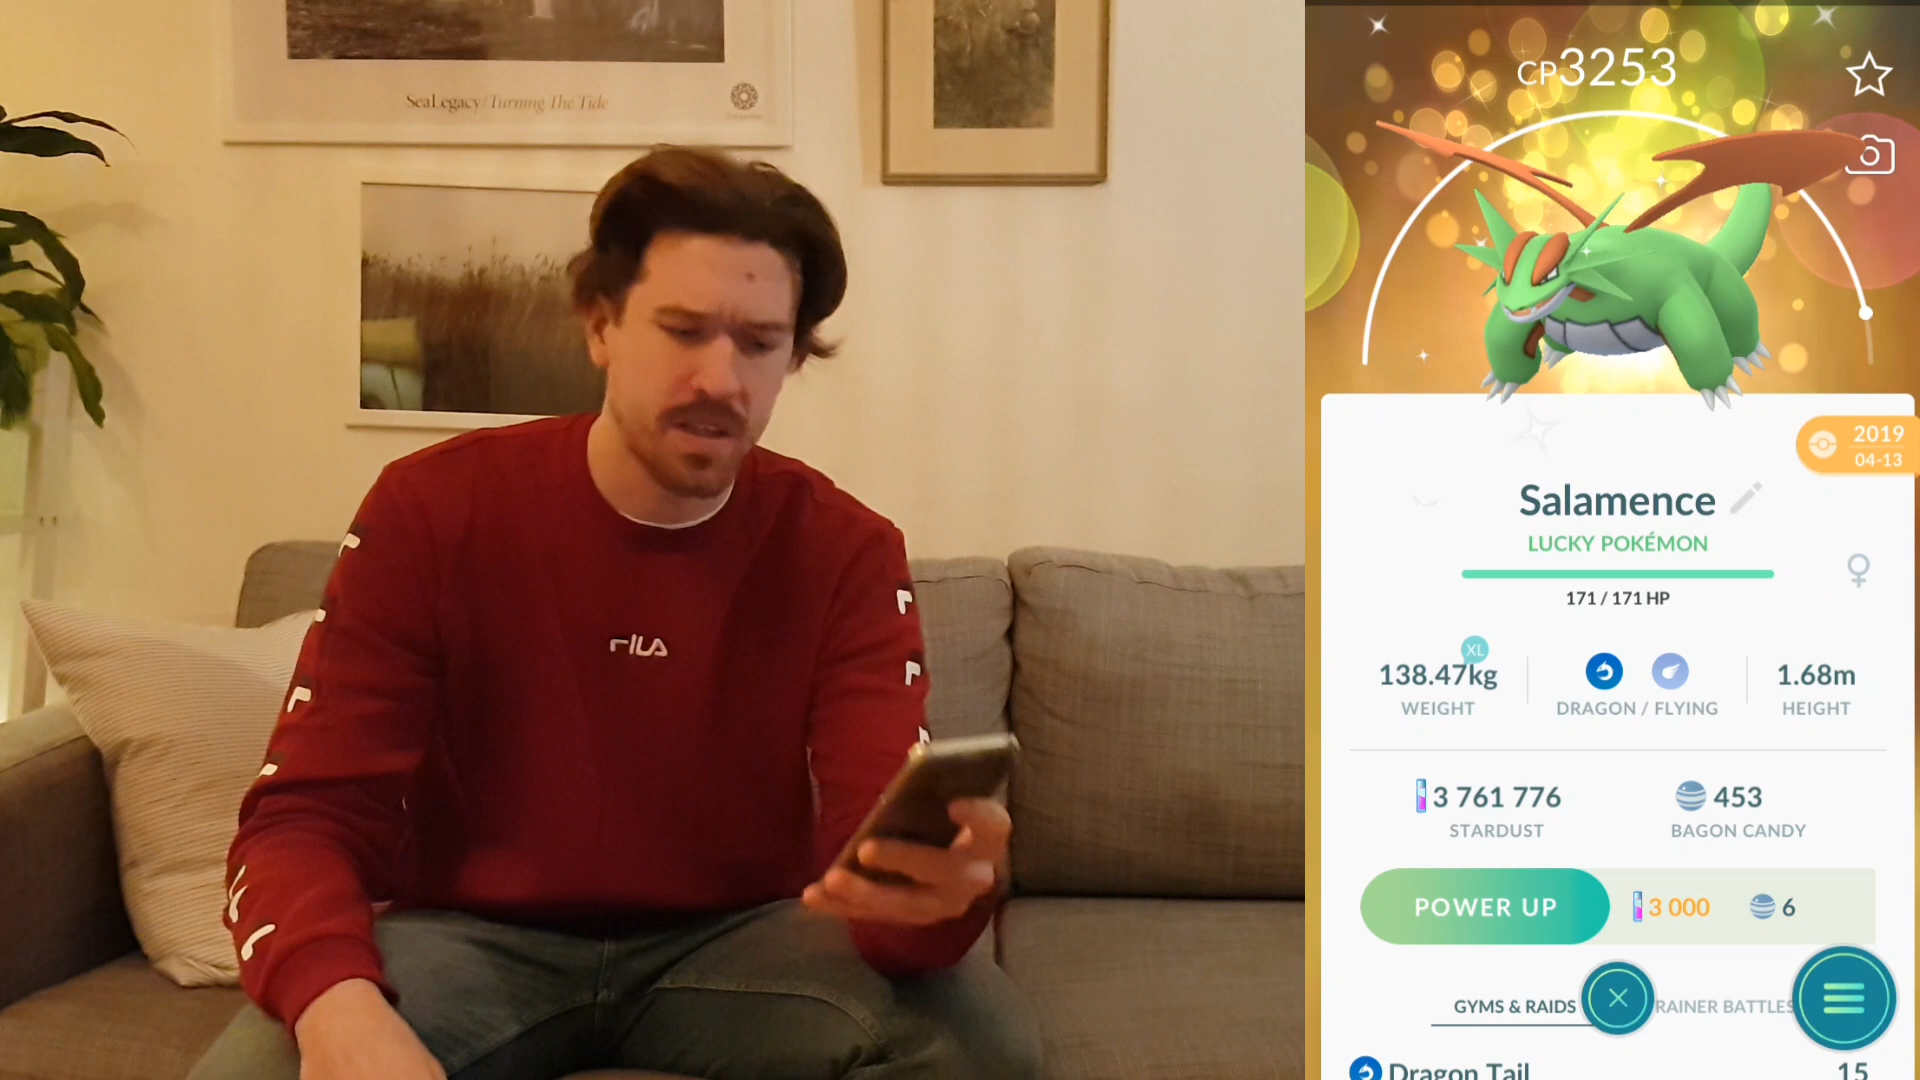 SeaLegacy/Turning The Tide
FILA
CP3253
2019
04-13
Salamence
LUCKY POKÉMON
171 / 171 HP
XL
138.47kg
WEIGHT
DRAGON / FLYING
1.68m
HEIGHT
3 761 776
STARDUST
453
BAGON CANDY
POWER UP
3 000
6
GYMS & RAIDS
RAINER BATTLES
Dragon Tail
15